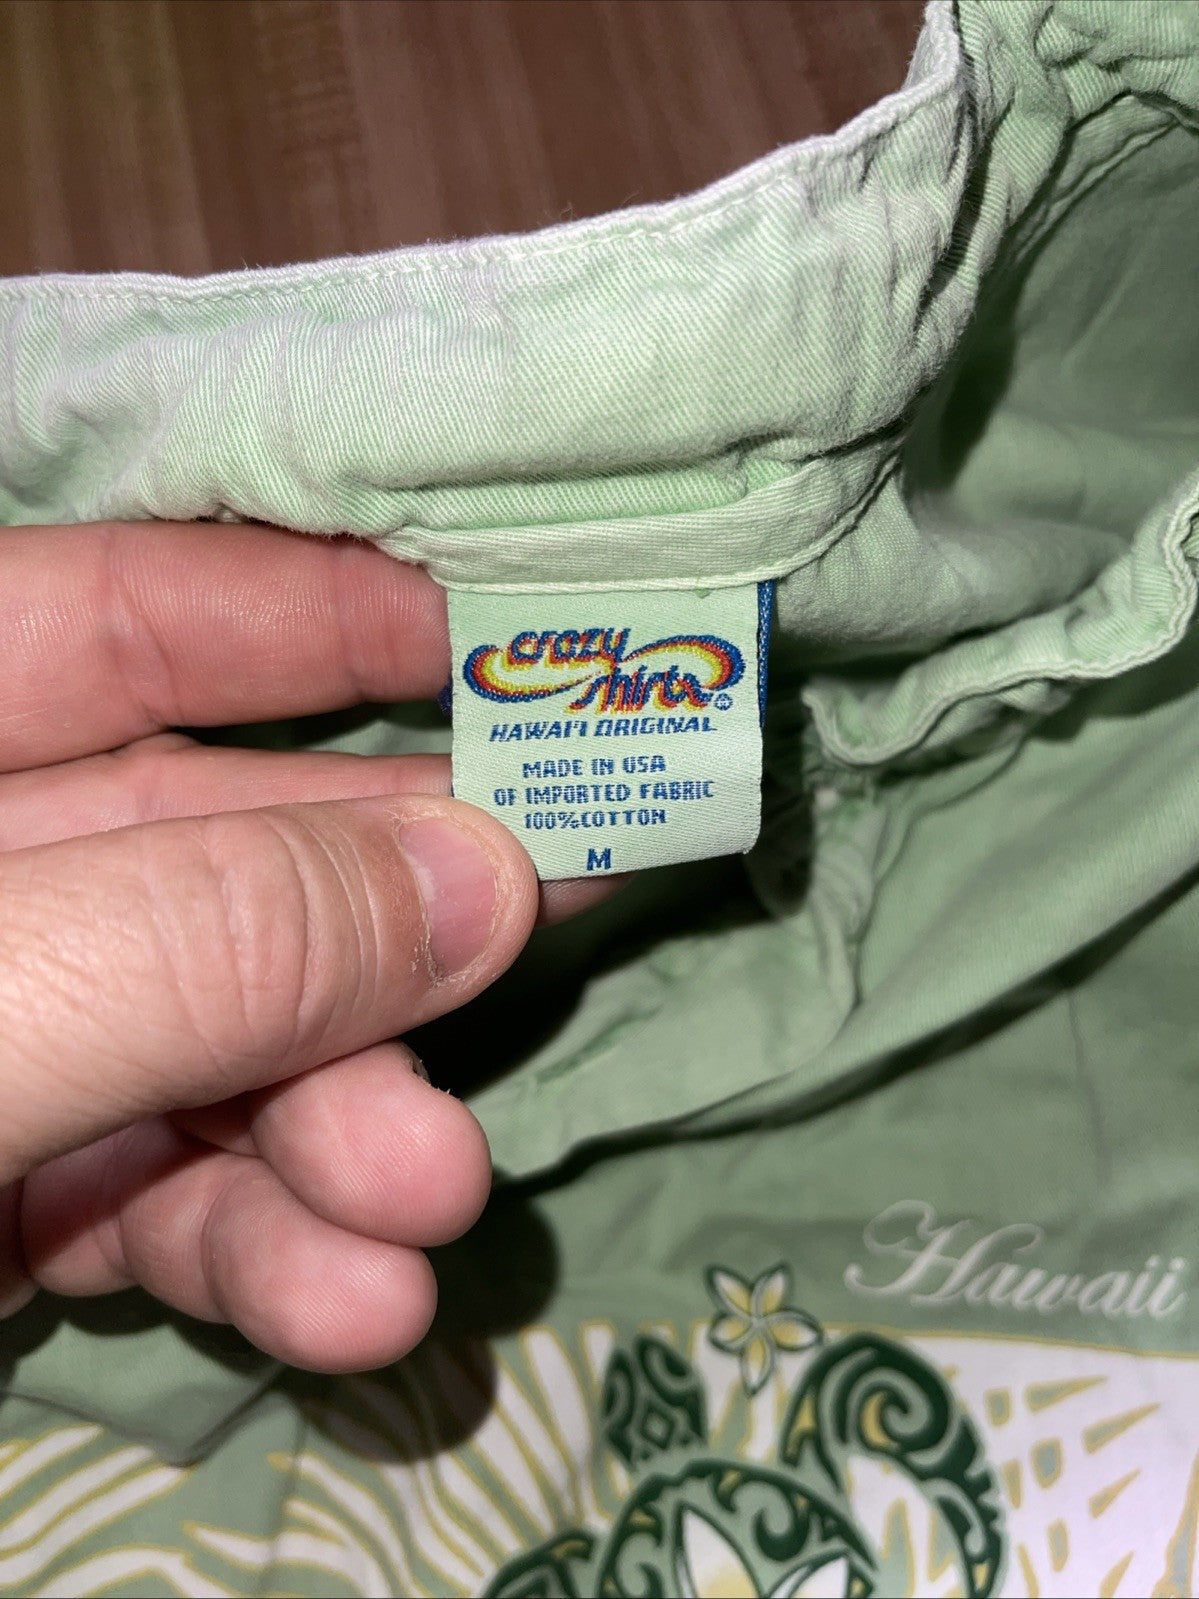 crazy
shirts®
HAWAI'I ORIGINAL
MADE IN USA
OF IMPORTED FABRIC
100%COTTON
M
Hawaii